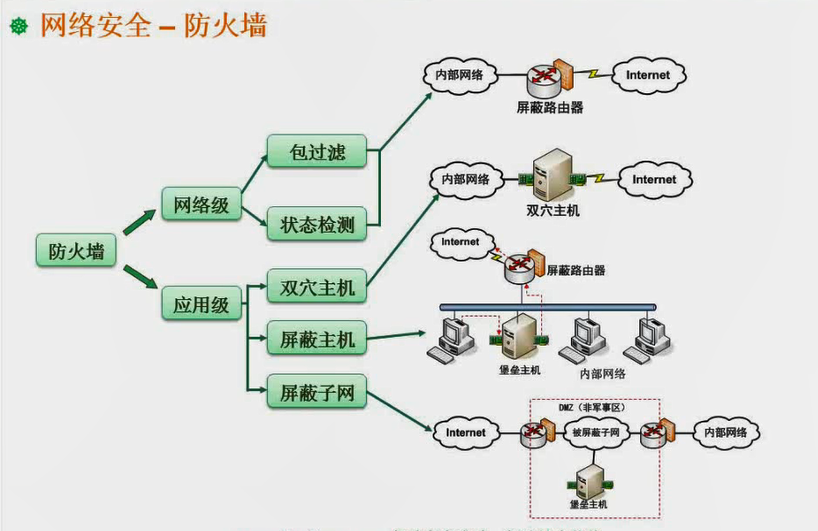 网络安全 – 防火墙
防火墙
网络级
应用级
包过滤
状态检测
双穴主机
屏蔽主机
屏蔽子网
内部网络
Internet
屏蔽路由器
内部网络
Internet
双穴主机
Internet
屏蔽路由器
堡垒主机
内部网络
DMZ（非军事区）
Internet
被屏蔽子网
内部网络
堡垒主机